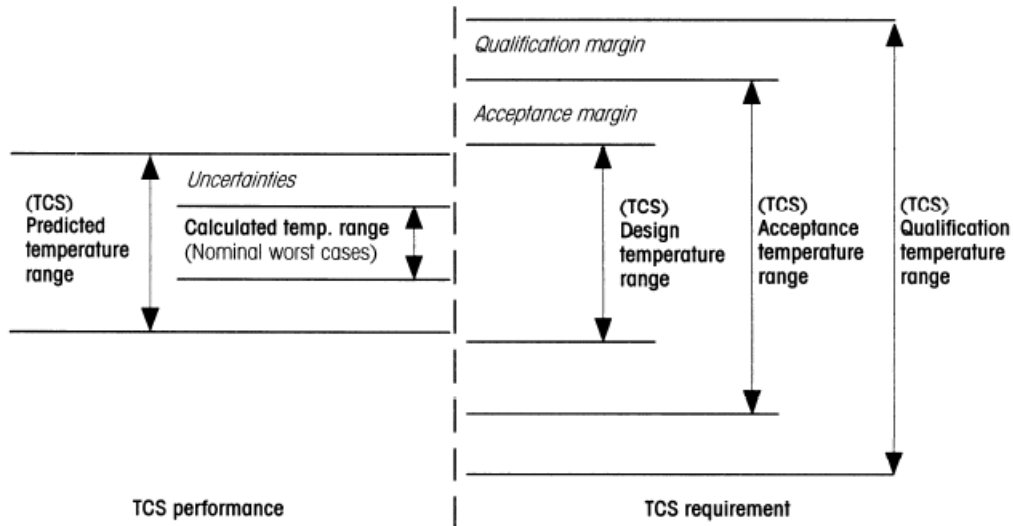 Qualification margin
Acceptance margin
Uncertainties
(TCS)
Predicted
temperature
range
Calculated temp. range
(Nominal worst cases)
(TCS)
Design
temperature
range
(TCS)
Acceptance
temperature
range
(TCS)
Qualification
temperature
range
TCS performance
TCS requirement